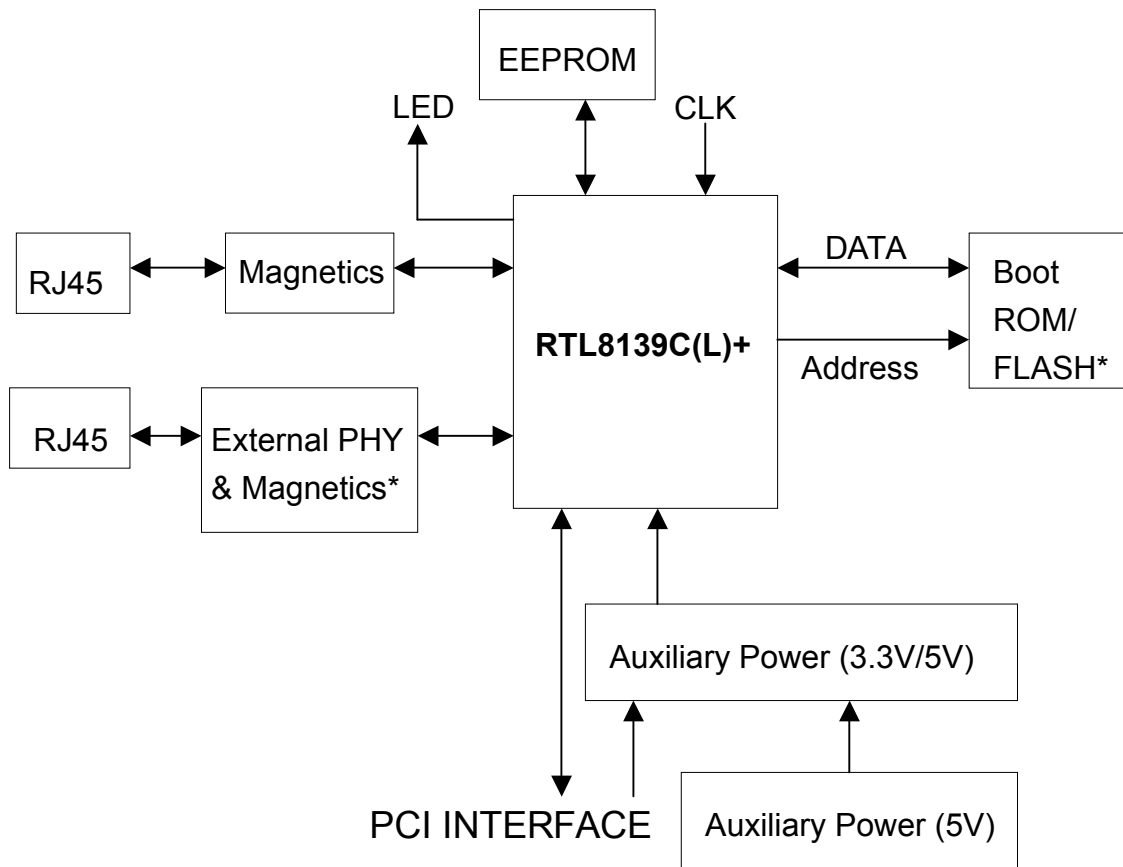 EEPROM
LED
CLK
RJ45
Magnetics
RTL8139C(L)+
DATA
Address
Boot
ROM/
FLASH*
RJ45
External PHY
& Magnetics*
Auxiliary Power (3.3V/5V)
PCI INTERFACE
Auxiliary Power (5V)